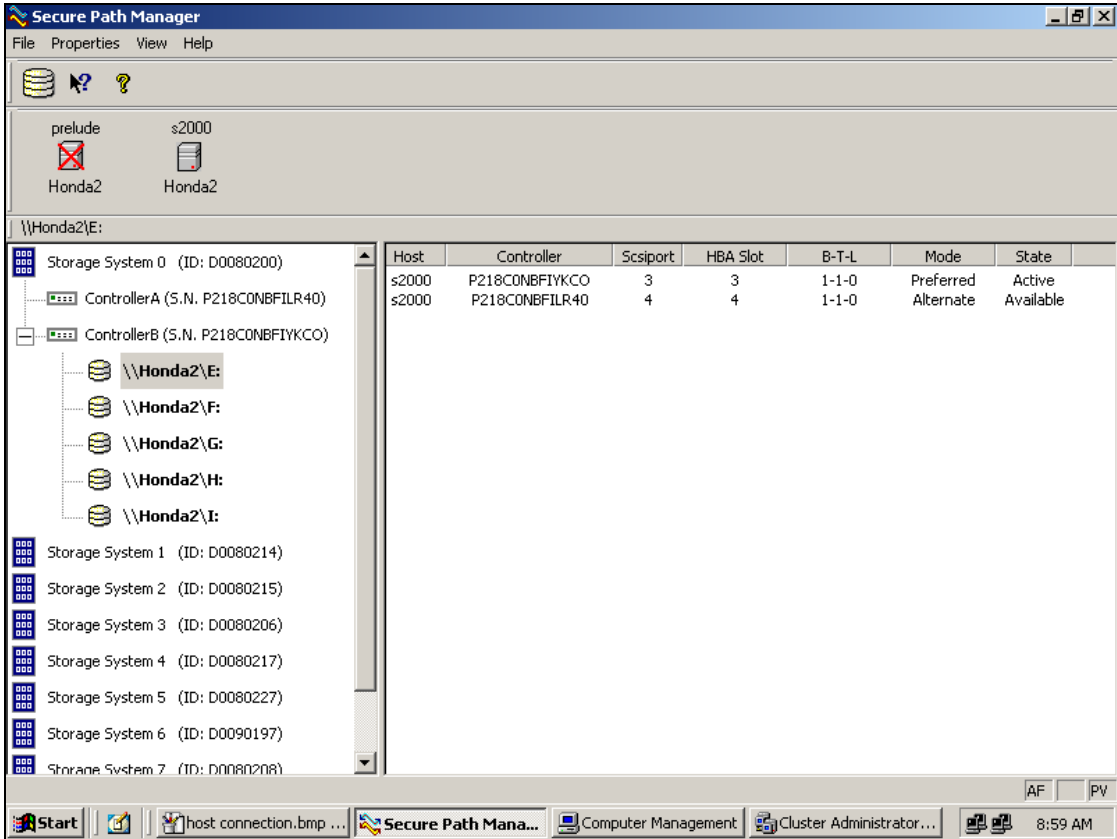 Secure Path Manager
File Properties View Help
prelude s2000
Honda2 Honda2
\\Honda2\E:
Storage System 0 (ID: D0080200)
ControllerA (S.N. P218C0NBFILR40)
ControllerB (S.N. P218C0NBFIYKCO)
\\Honda2\E:
\\Honda2\F:
\\Honda2\G:
\\Honda2\H:
\\Honda2\I:
Storage System 1 (ID: D0080214)
Storage System 2 (ID: D0080215)
Storage System 3 (ID: D0080206)
Storage System 4 (ID: D0080217)
Storage System 5 (ID: D0080227)
Storage System 6 (ID: D0090197)
Storage System 7 (ID: D0080208)
Host Controller Scsiport HBA Slot B-T-L Mode State
s2000 P218C0NBFIYKCO 3 3 1-1-0 Preferred Active
s2000 P218C0NBFILR40 4 4 1-1-0 Alternate Available
AF PV
Start host connection.bmp ... Secure Path Mana... Computer Management Cluster Administrator... 8:59 AM